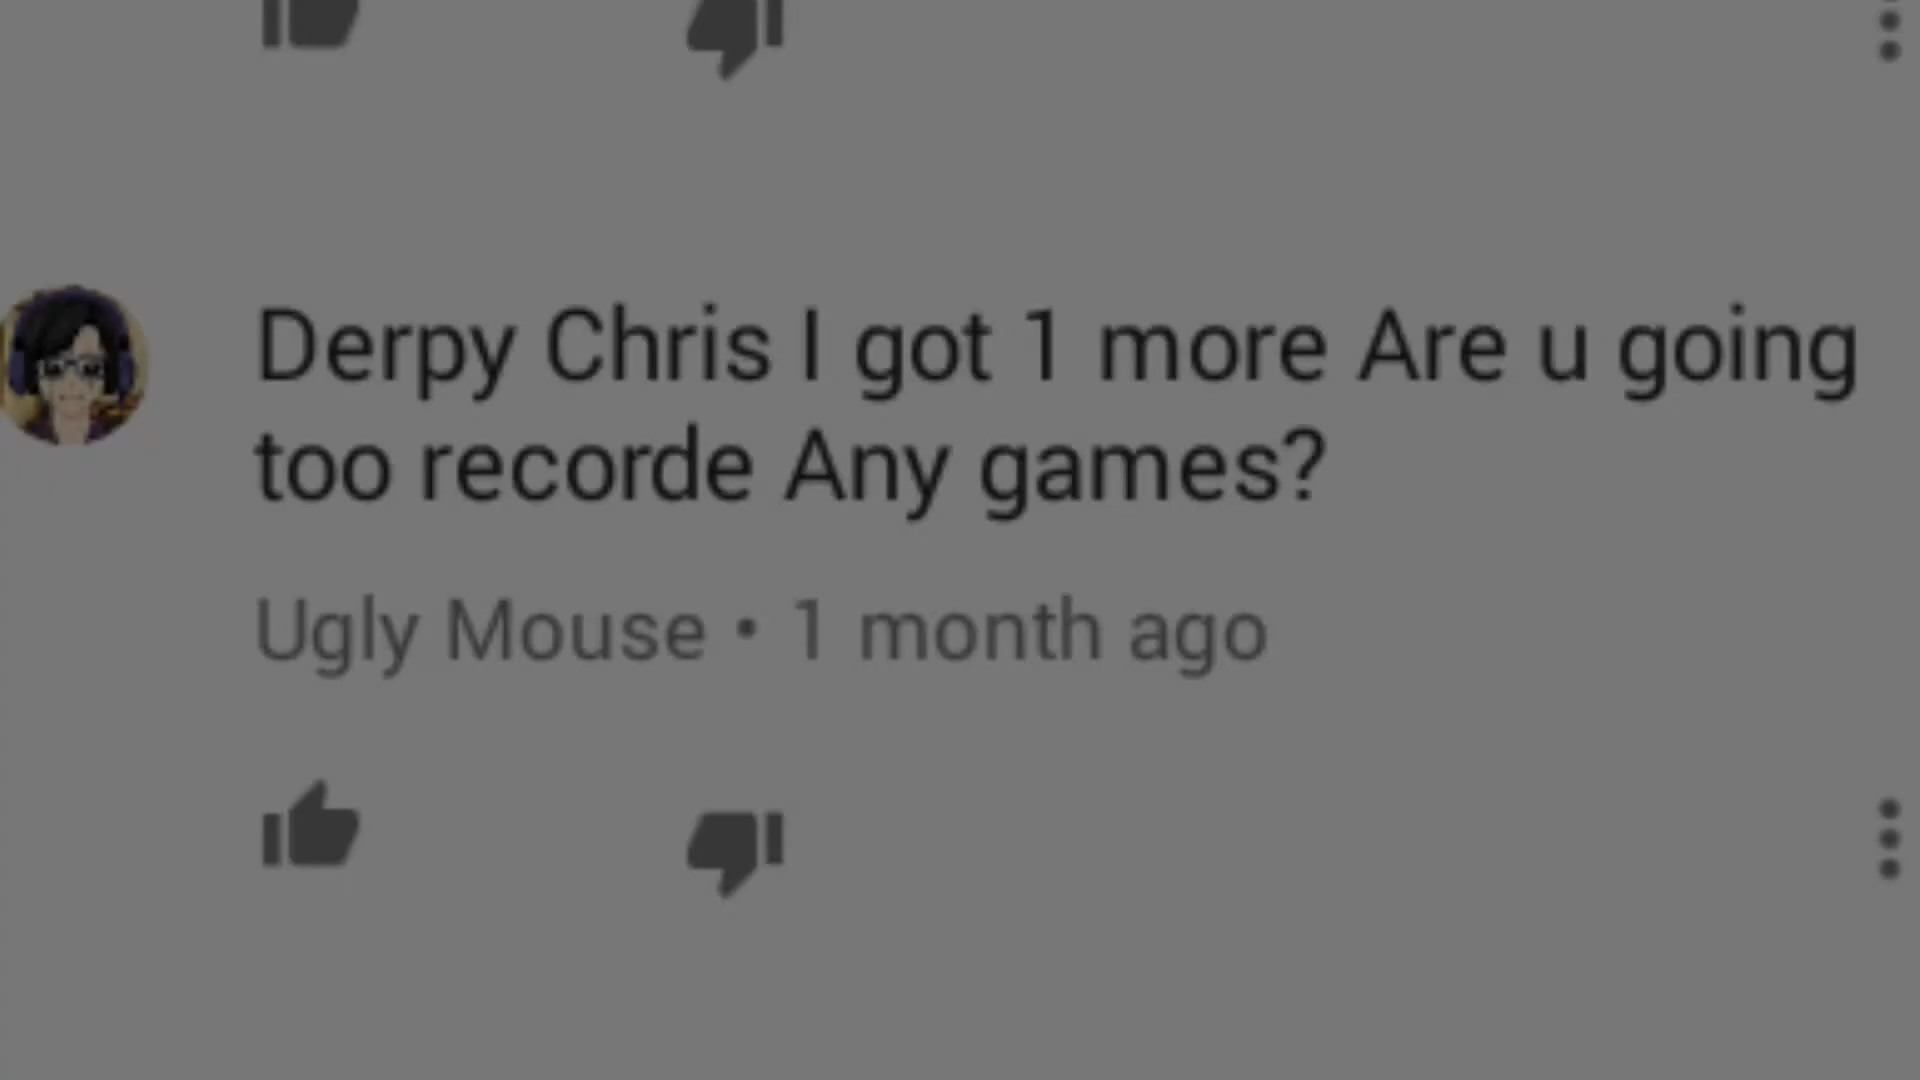 Derpy Chris I got 1 more Are u going
too recorde Any games?
Ugly Mouse • 1 month ago